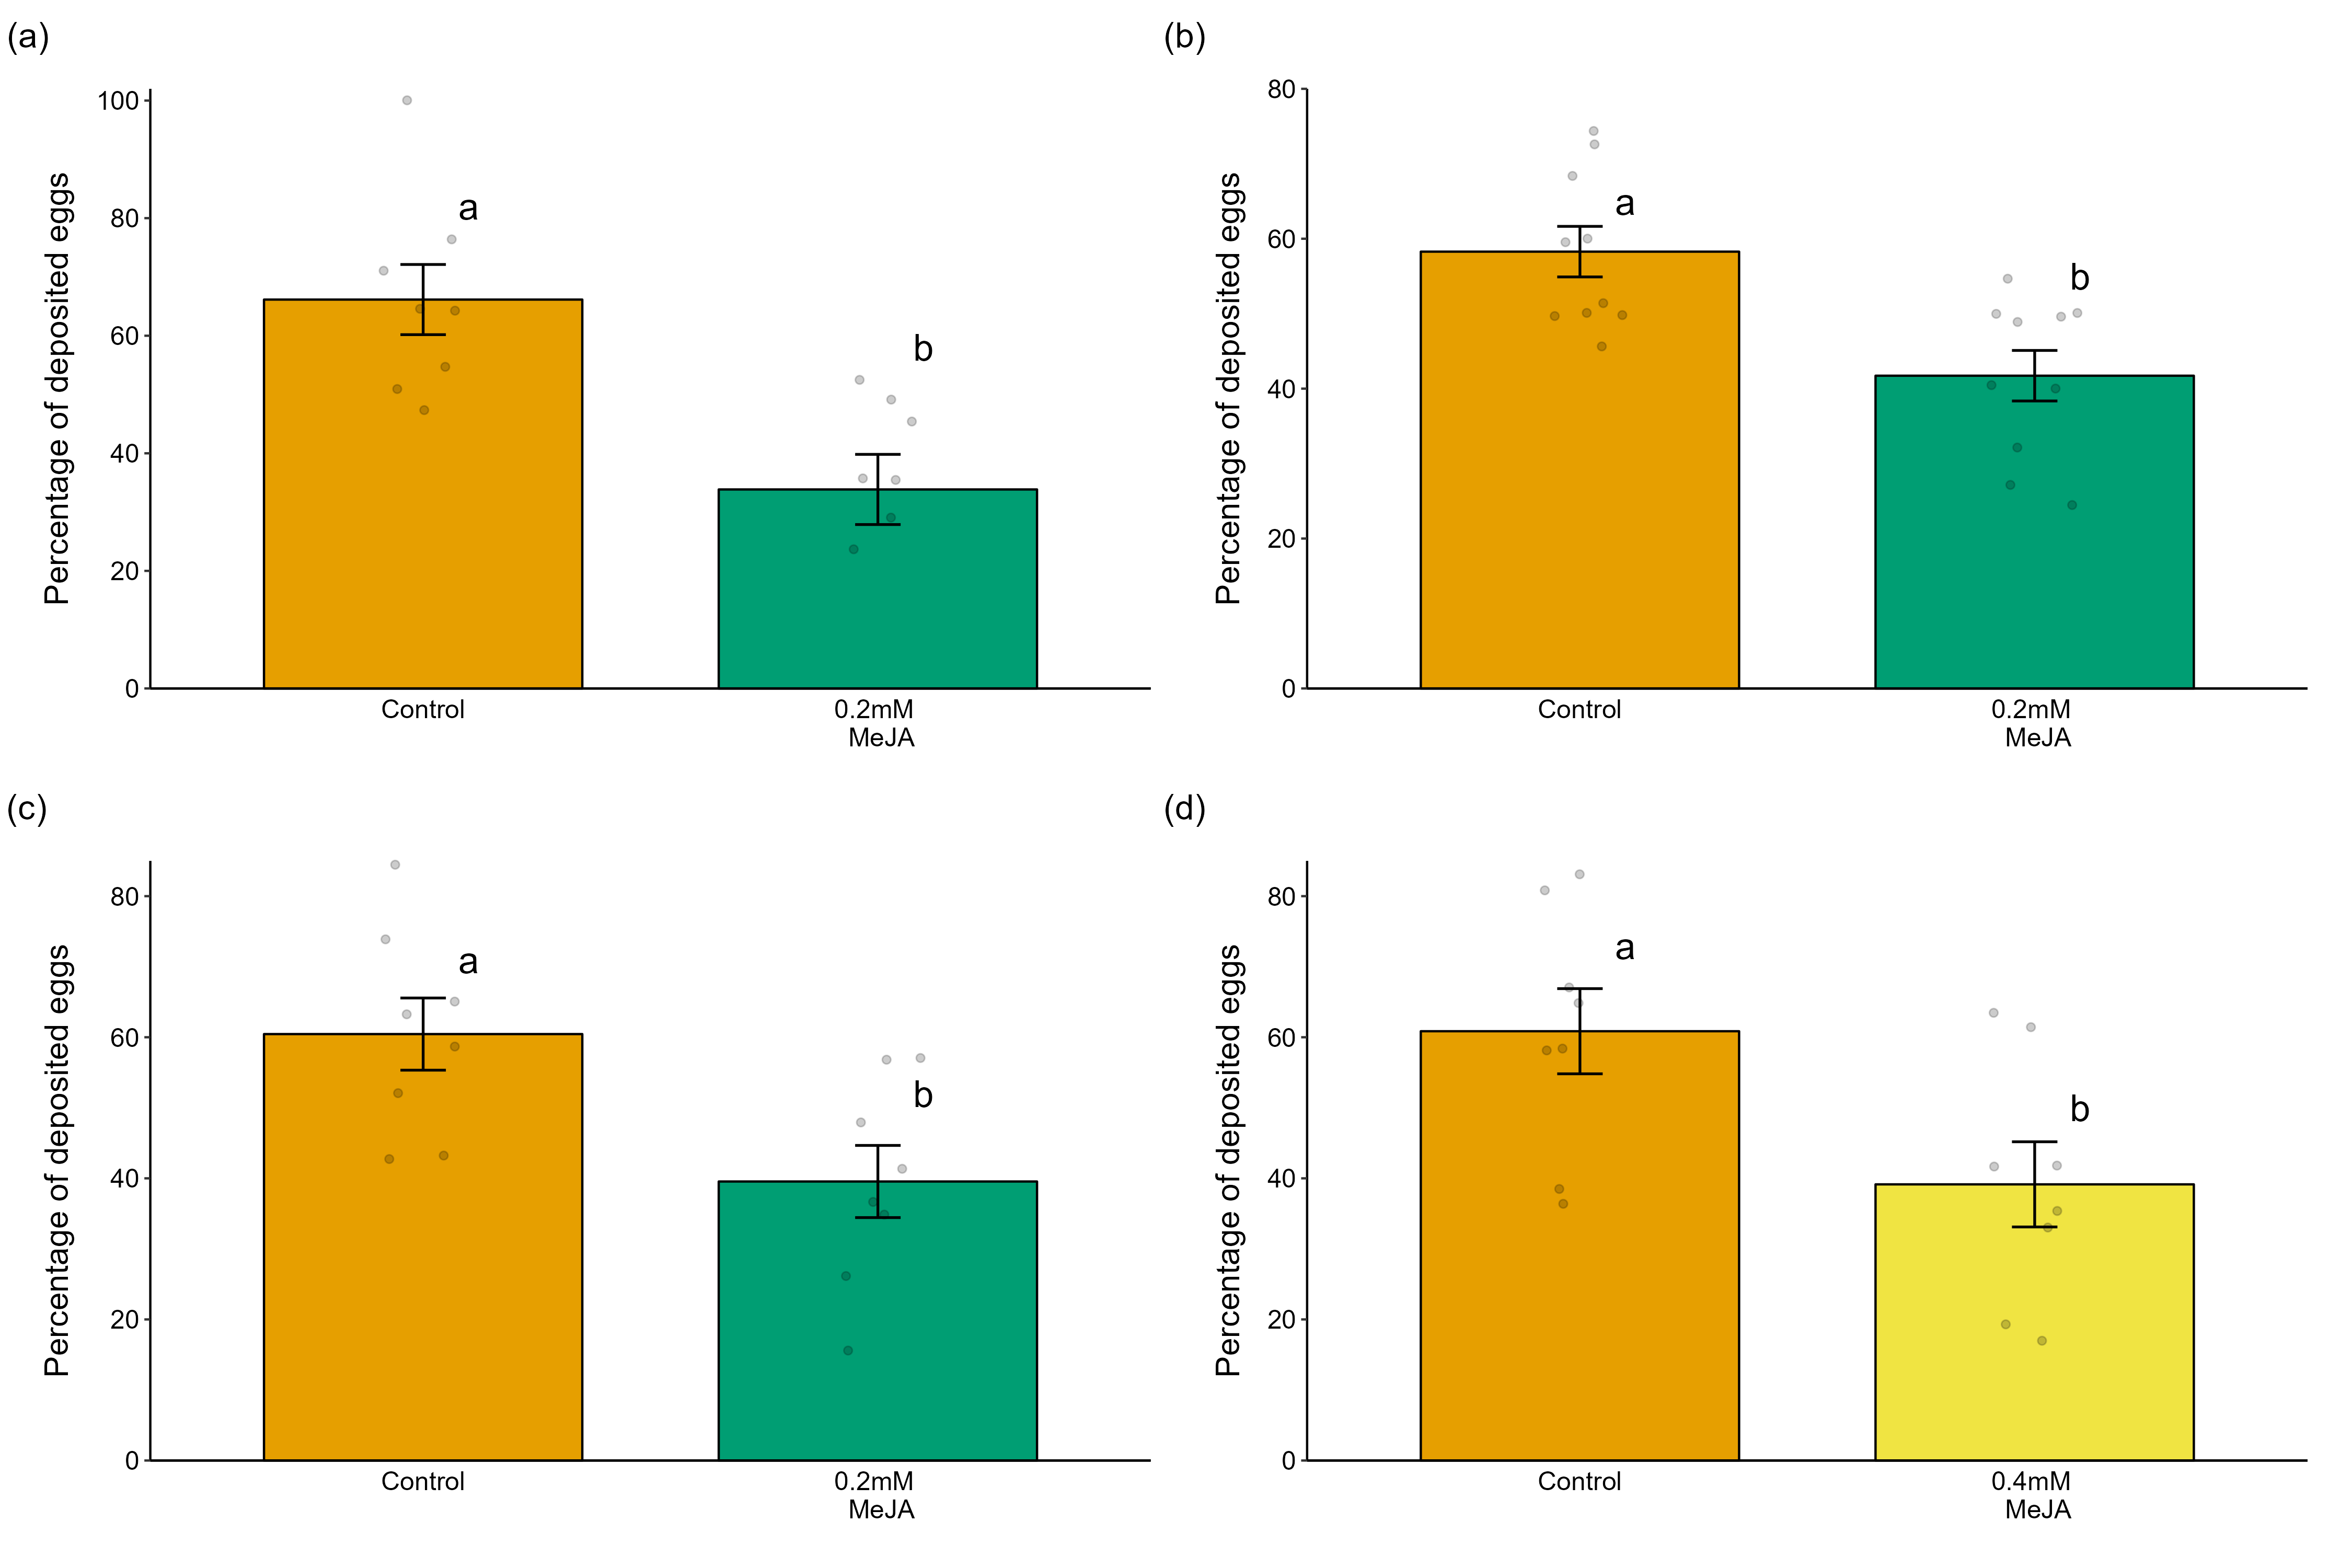 (a)
Percentage of deposited eggs
100
80
60
40
20
0
a
b
Control
0.2mM
MeJA
(b)
Percentage of deposited eggs
80
60
40
20
0
a
b
Control
0.2mM
MeJA
(c)
Percentage of deposited eggs
80
60
40
20
0
a
b
Control
0.2mM
MeJA
(d)
Percentage of deposited eggs
80
60
40
20
0
a
b
Control
0.4mM
MeJA